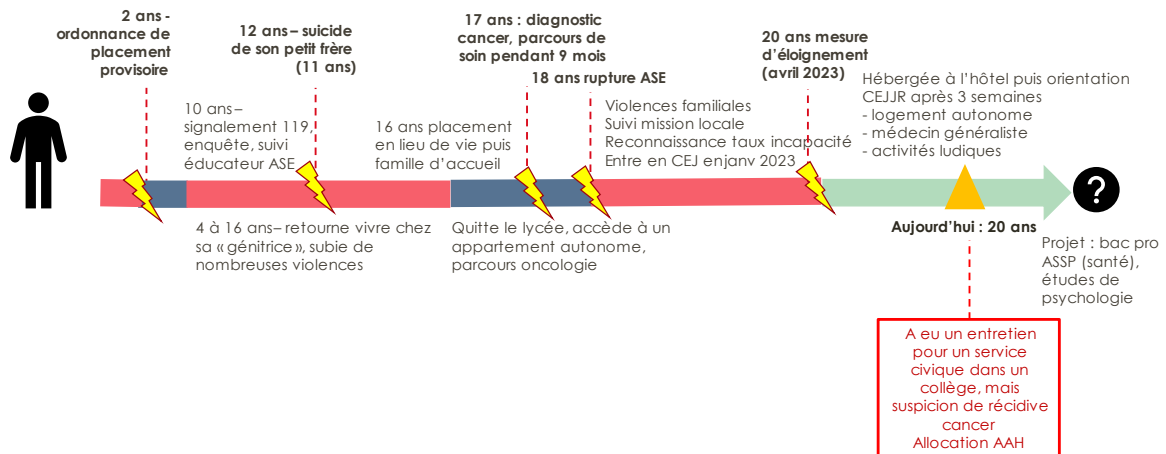 2 ans -
ordonnance de
placement
provisoire
12 ans – suicide
de son petit frère
(11 ans)
17 ans : diagnostic
cancer, parcours de
soin pendant 9 mois
18 ans rupture ASE
20 ans mesure
d'éloignement
(avril 2023)
10 ans –
signalement 119,
enquête, suivi
éducateur ASE
16 ans placement
en lieu de vie puis
famille d'accueil
Violences familiales
Suivi mission locale
Reconnaissance taux incapacité
Entre en CEJ en janv 2023
Hébergée à l'hôtel puis orientation
CEJJR après 3 semaines
- logement autonome
- médecin généraliste
- activités ludiques
?
4 à 16 ans – retourne vivre chez
sa « génitrice », subie de
nombreuses violences
Quitte le lycée, accède à un
appartement autonome,
parcours oncologie
Aujourd'hui : 20 ans
Projet : bac pro
ASSP (santé),
études de
psychologie
A eu un entretien
pour un service
civique dans un
collège, mais
suspicion de récidive
cancer
Allocation AAH